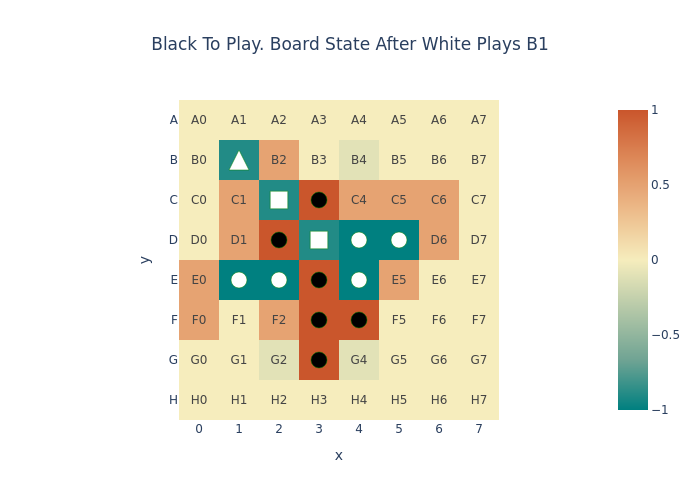 Black To Play. Board State After White Plays B1
A A0 A1 A2 A3 A4 A5 A6 A7
B B0 B2 B3 B4 B5 B6 B7
C C0 C1 C4 C5 C6 C7
D D0 D1 D6 D7
E E0 E5 E6 E7
F F0 F1 F2 F5 F6 F7
G G0 G1 G2 G4 G5 G6 G7
H H0 H1 H2 H3 H4 H5 H6 H7
0 1 2 3 4 5 6 7
x
y
1
0.5
0
−0.5
−1